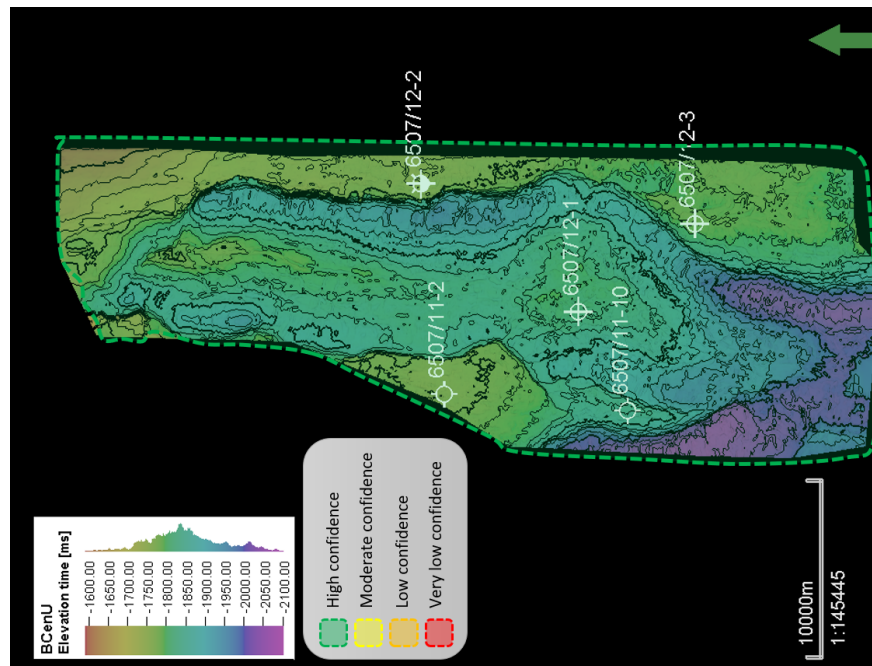 6507/12-2
6507/12-3
6507/12-1
6507/11-2
6507/11-10
BCenU
Elevation time [ms]
-1600.00
-1650.00
-1700.00
-1750.00
-1800.00
-1850.00
-1900.00
-1950.00
-2000.00
-2050.00
-2100.00
High confidence
Moderate confidence
Low confidence
Very low confidence
10000m
1:145445